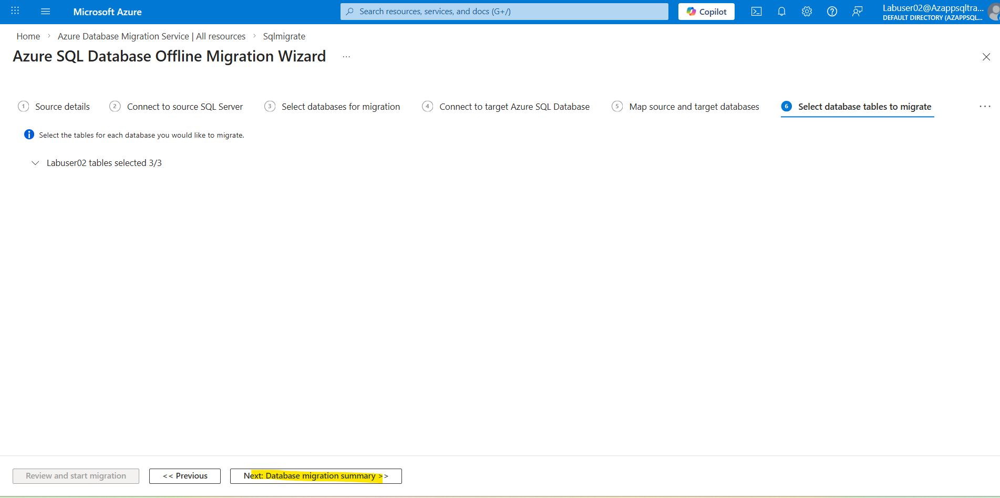 Microsoft Azure
Search resources, services, and docs (G+/)
Copilot
Labuser02@Azappsqltra...
DEFAULT DIRECTORY (AZAPPSQL...
Home > Azure Database Migration Service | All resources > Sqlmigrate
Azure SQL Database Offline Migration Wizard ...
1 Source details
2 Connect to source SQL Server
3 Select databases for migration
4 Connect to target Azure SQL Database
5 Map source and target databases
6 Select database tables to migrate
...
Select the tables for each database you would like to migrate.
Labuser02 tables selected 3/3
Review and start migration
<< Previous
Next: Database migration summary >>